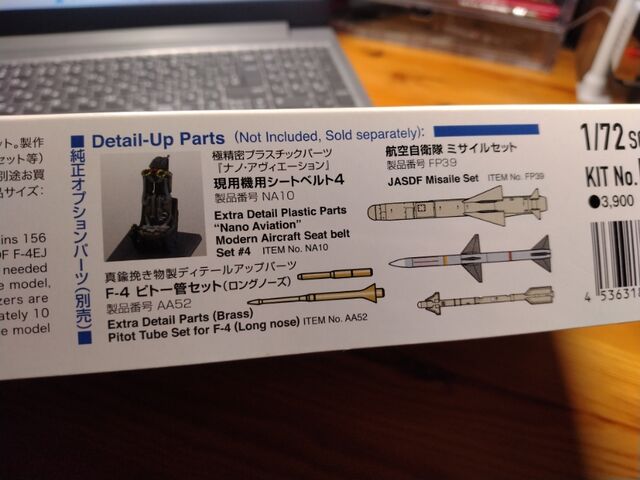 ット。製作
セット等)
別途お買
品サイズ:
ins 156
DF F-4EJ
needed
e model,
zers are
ately 10
e model
■純正オプションパーツ(別売)■
■ Detail-Up Parts (Not Included, Sold separately):
極精密プラスチックパーツ
『ナノ・アヴィエーション』
現用機用シートベルト4
製品番号 NA10
Extra Detail Plastic Parts
"Nano Aviation"
Modern Aircraft Seat belt
Set #4 ITEM No. NA10
真鍮挽き物製ディテールアップパーツ
F-4 ピトー管セット(ロングノーズ)
製品番号 AA52
Extra Detail Parts (Brass)
Pitot Tube Set for F-4 (Long nose) ITEM No. AA52
航空自衛隊 ミサイルセット
製品番号 FP39
JASDF Misaile Set ITEM No. FP39
1/72 sc
KIT No.
●3,900
4 536318